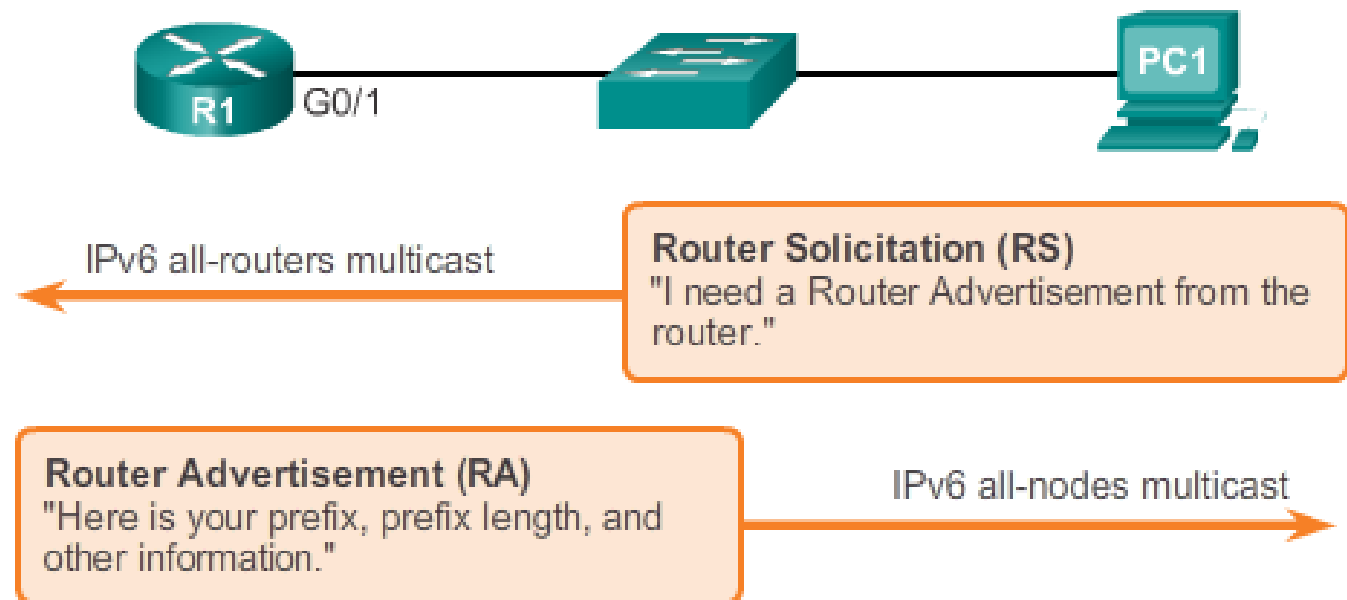 R1
G0/1
PC1
IPv6 all-routers multicast
Router Solicitation (RS)
"I need a Router Advertisement from the
router."
Router Advertisement (RA)
"Here is your prefix, prefix length, and
other information."
IPv6 all-nodes multicast